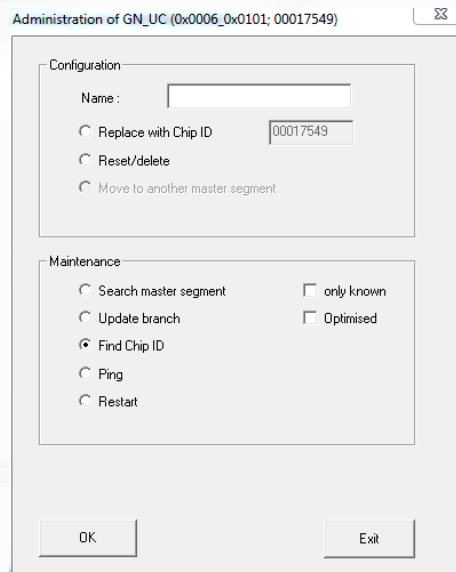 Administration of GN_UC (0x0006_0x0101; 00017549)
Configuration
Name :
Replace with Chip ID 00017549
Reset/delete
Move to another master segment
Maintenance
Search master segment only known
Update branch Optimised
Find Chip ID
Ping
Restart
OK Exit